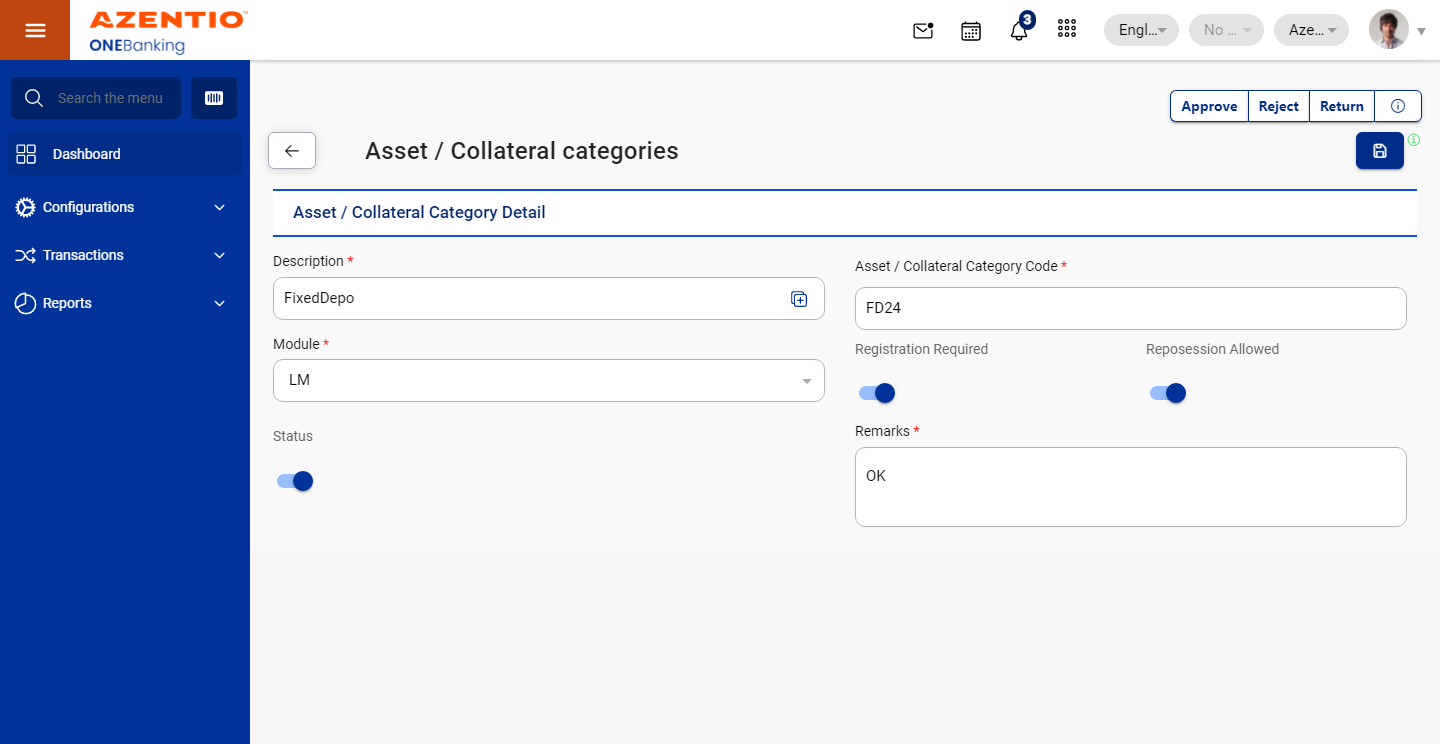 AZENTIO™
ONEBanking
3
Engl...
No ...
Aze...
Search the menu
Dashboard
Configurations
Transactions
Reports
Approve
Reject
Return
Asset / Collateral categories
Asset / Collateral Category Detail
Description *
FixedDepo
Asset / Collateral Category Code *
FD24
Module *
LM
Registration Required
Reposession Allowed
Status
Remarks *
OK